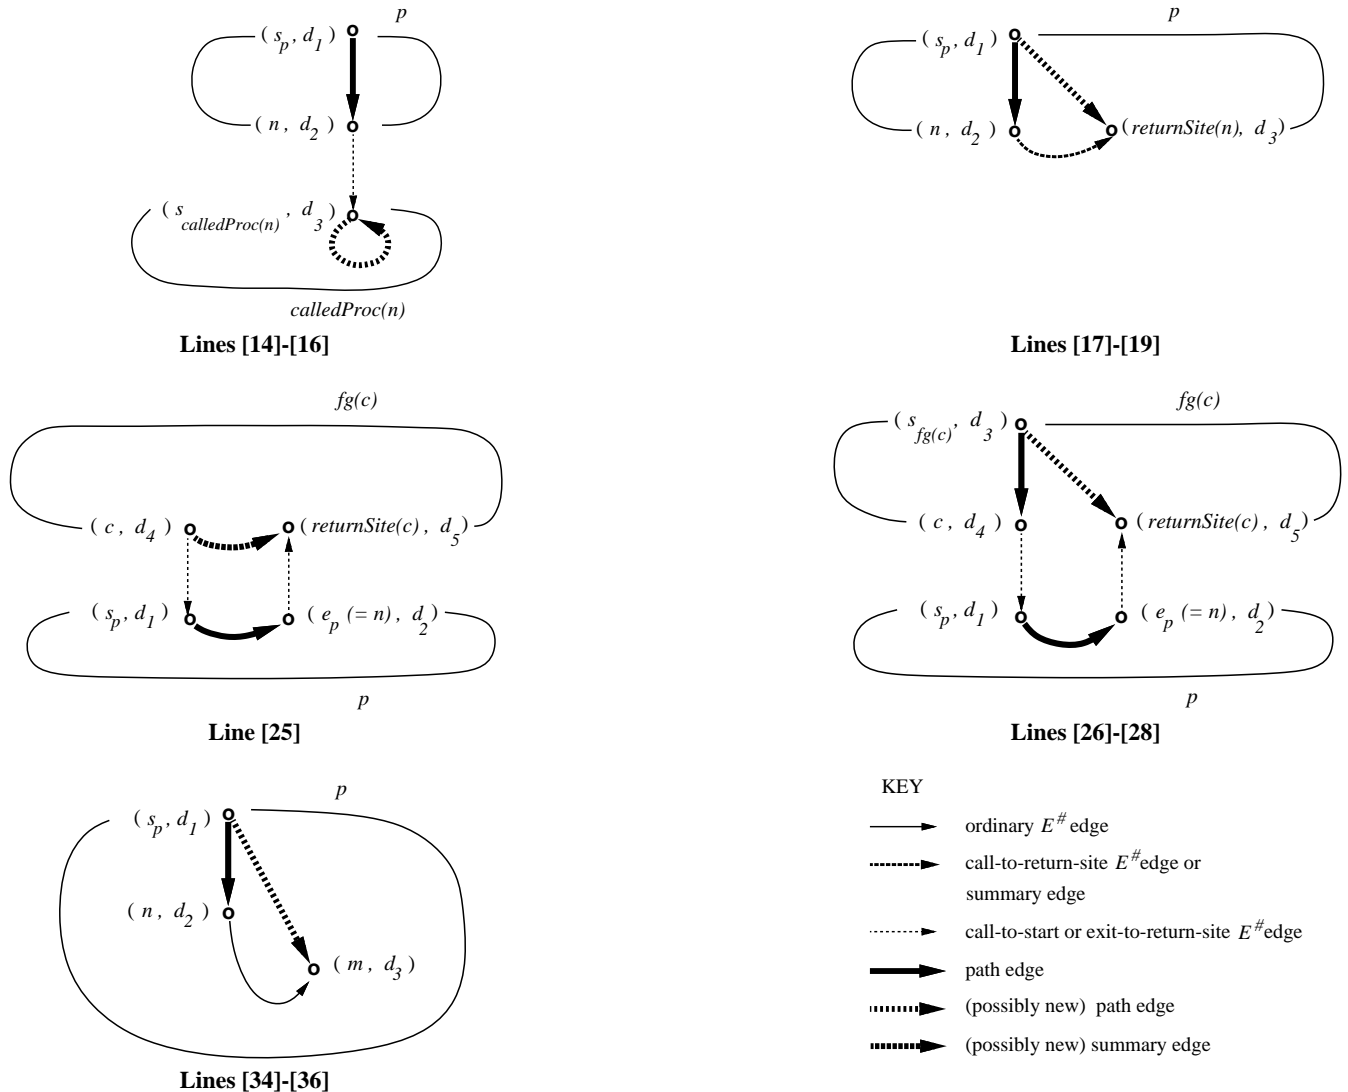 p
( s_p , d_1 )
( n , d_2 )
( s_calledProc(n) , d_3 )
calledProc(n)
Lines [14]-[16]
p
( s_p , d_1 )
( n , d_2 )
( returnSite(n), d_3 )
Lines [17]-[19]
fg(c)
( c , d_4 )
( returnSite(c) , d_5 )
( s_p , d_1 )
( e_p (= n) , d_2 )
p
Line [25]
fg(c)
( s_fg(c) , d_3 )
( c , d_4 )
( returnSite(c) , d_5 )
( s_p , d_1 )
( e_p (= n) , d_2 )
p
Lines [26]-[28]
p
( s_p , d_1 )
( n , d_2 )
( m , d_3 )
Lines [34]-[36]
KEY
ordinary E# edge
call-to-return-site E# edge or
summary edge
call-to-start or exit-to-return-site E# edge
path edge
(possibly new) path edge
(possibly new) summary edge